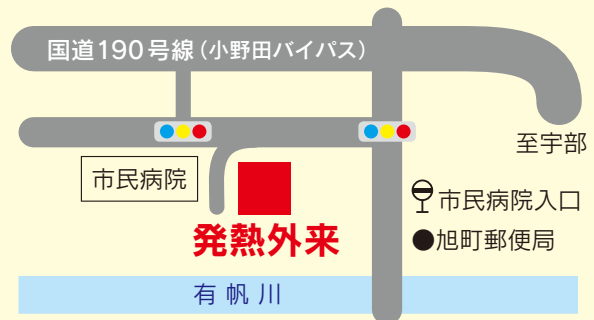 国道190号線(小野田バイパス)
至宇部
市民病院
市民病院入口
発熱外来
●旭町郵便局
有帆川